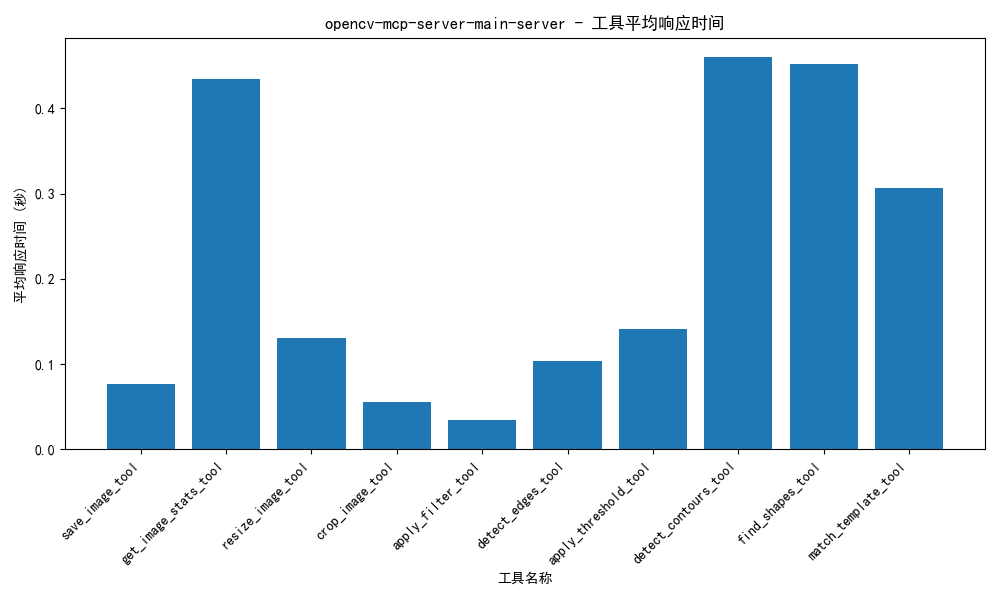 opencv-mcp-server-main-server - 工具平均响应时间
平均响应时间 (秒)
0.4
0.3
0.2
0.1
0.0
save_image_tool
get_image_stats_tool
resize_image_tool
crop_image_tool
apply_filter_tool
detect_edges_tool
apply_threshold_tool
detect_contours_tool
find_shapes_tool
match_template_tool
工具名称